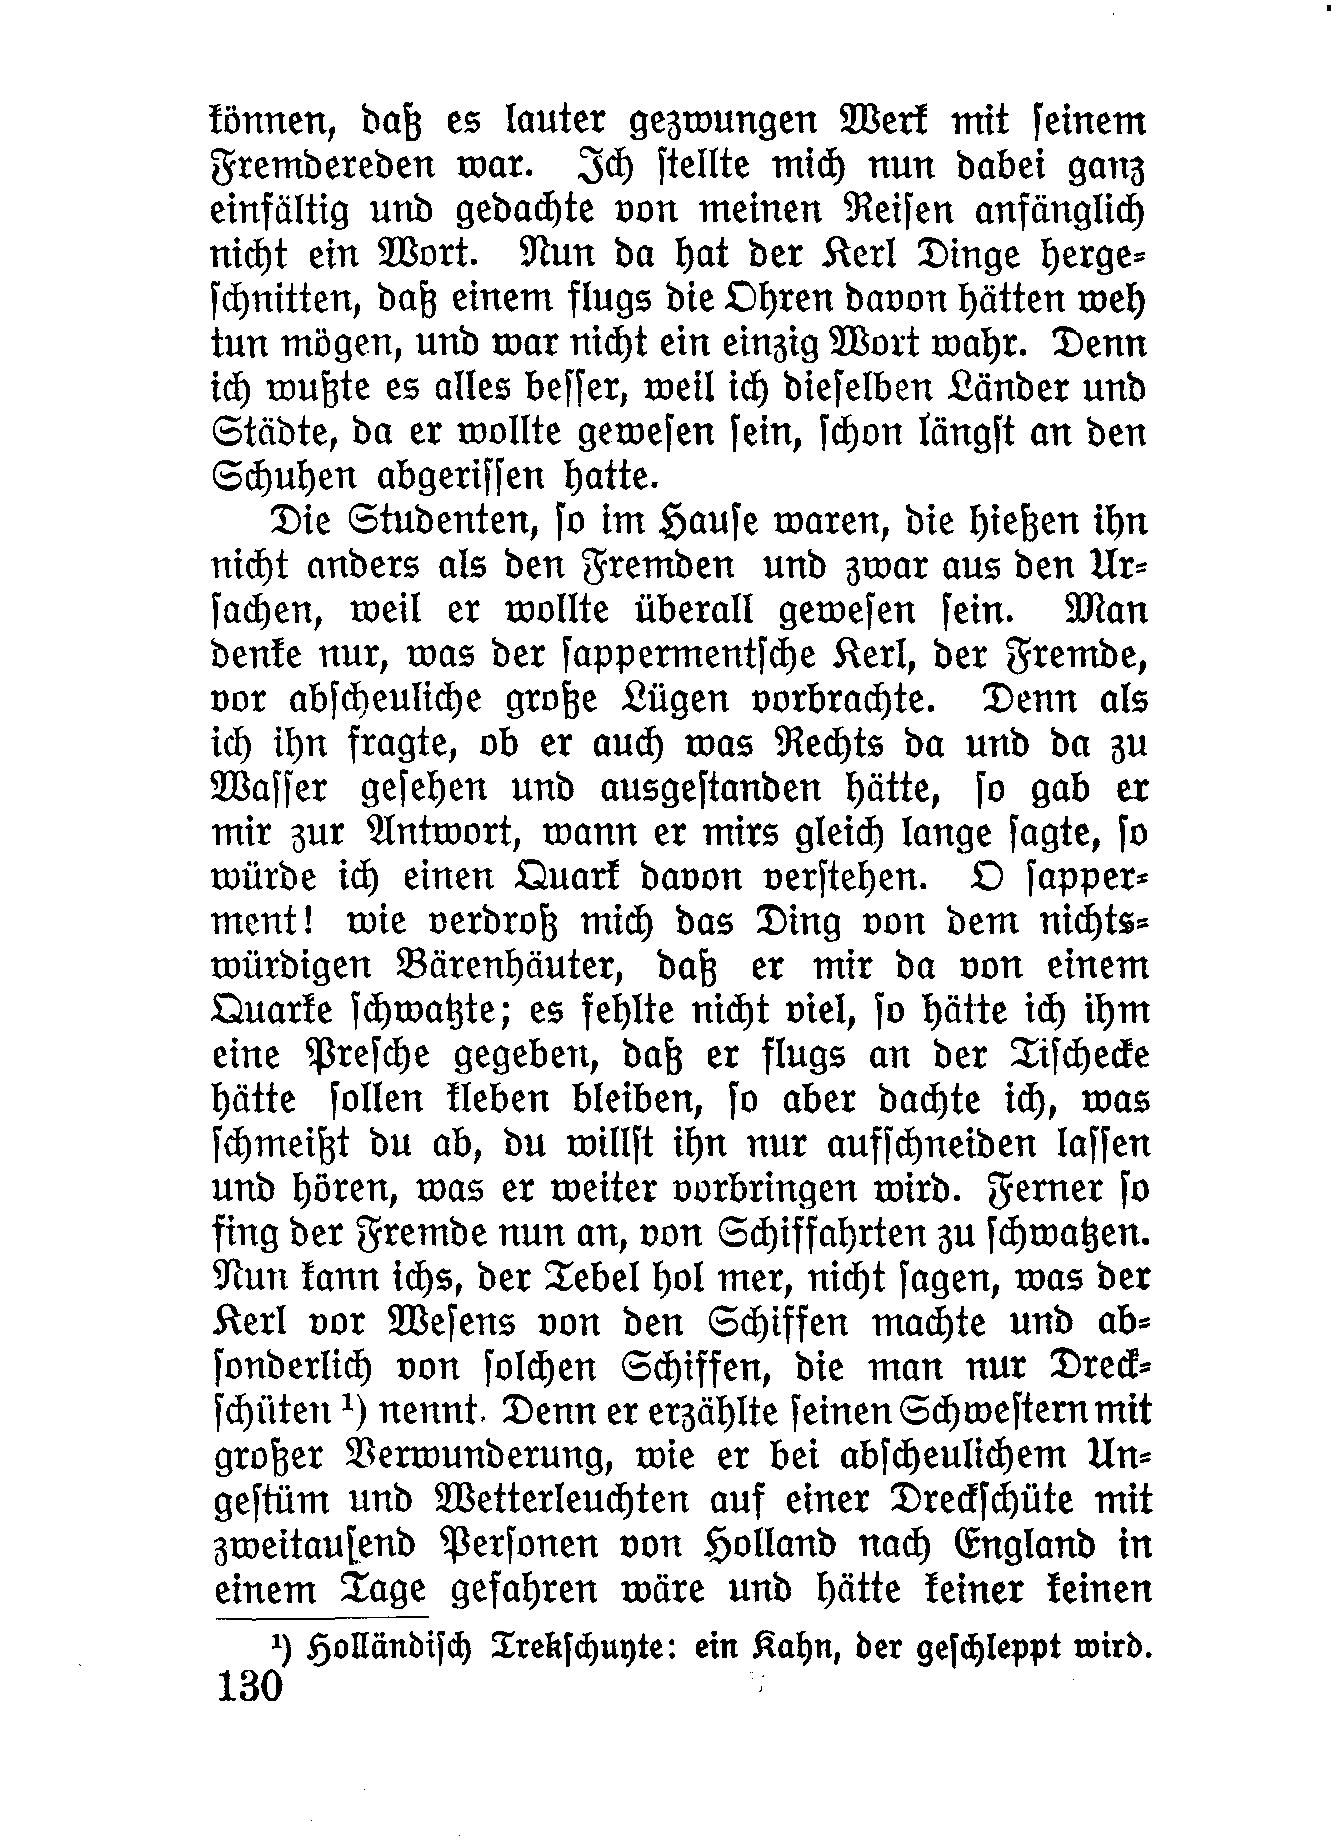 können, daß es lauter gezwungen Werk mit ſeinem
Fremdereden war. Ich ſtellte mich nun dabei ganz
einfältig und gedachte von meinen Reiſen anfänglich
nicht ein Wort. Nun da hat der Kerl Dinge herge⸗
ſchnitten, daß einem flugs die Ohren davon hätten weh
tun mögen, und war nicht ein einzig Wort wahr. Denn
ich wußte es alles beſſer, weil ich dieſelben Länder und
Städte, da er wollte geweſen ſein, ſchon längſt an den
Schuhen abgeriſſen hatte.
Die Studenten, ſo im Hauſe waren, die hießen ihn
nicht anders als den Fremden und zwar aus den Ur⸗
ſachen, weil er wollte überall geweſen ſein. Man
denke nur, was der ſappermentſche Kerl, der Fremde,
vor abſcheuliche große Lügen vorbrachte. Denn als
ich ihn fragte, ob er auch was Rechts da und da zu
Waſſer geſehen und ausgeſtanden hätte, ſo gab er
mir zur Antwort, wann er mirs gleich lange ſagte, ſo
würde ich einen Quark davon verſtehen. O ſapper⸗
ment! wie verdroß mich das Ding von dem nichts⸗
würdigen Bärenhäuter, daß er mir da von einem
Quarke ſchwatzte; es fehlte nicht viel, ſo hätte ich ihm
eine Preſche gegeben, daß er flugs an der Tiſchecke
hätte ſollen kleben bleiben, ſo aber dachte ich, was
ſchmeißt du ab, du willſt ihn nur aufſchneiden laſſen
und hören, was er weiter vorbringen wird. Ferner ſo
fing der Fremde nun an, von Schiffahrten zu ſchwatzen.
Nun kann ichs, der Tebel hol mer, nicht ſagen, was der
Kerl vor Weſens von den Schiffen machte und ab⸗
ſonderlich von ſolchen Schiffen, die man nur Dreck⸗
ſchüten ¹) nennt. Denn er erzählte ſeinen Schweſtern mit
großer Verwunderung, wie er bei abſcheulichem Un⸗
geſtüm und Wetterleuchten auf einer Dreckſchüte mit
zweitauſend Perſonen von Holland nach England in
einem Tage gefahren wäre und hätte keiner keinen
¹) Holländiſch Trekſchuyte: ein Kahn, der geſchleppt wird.
130